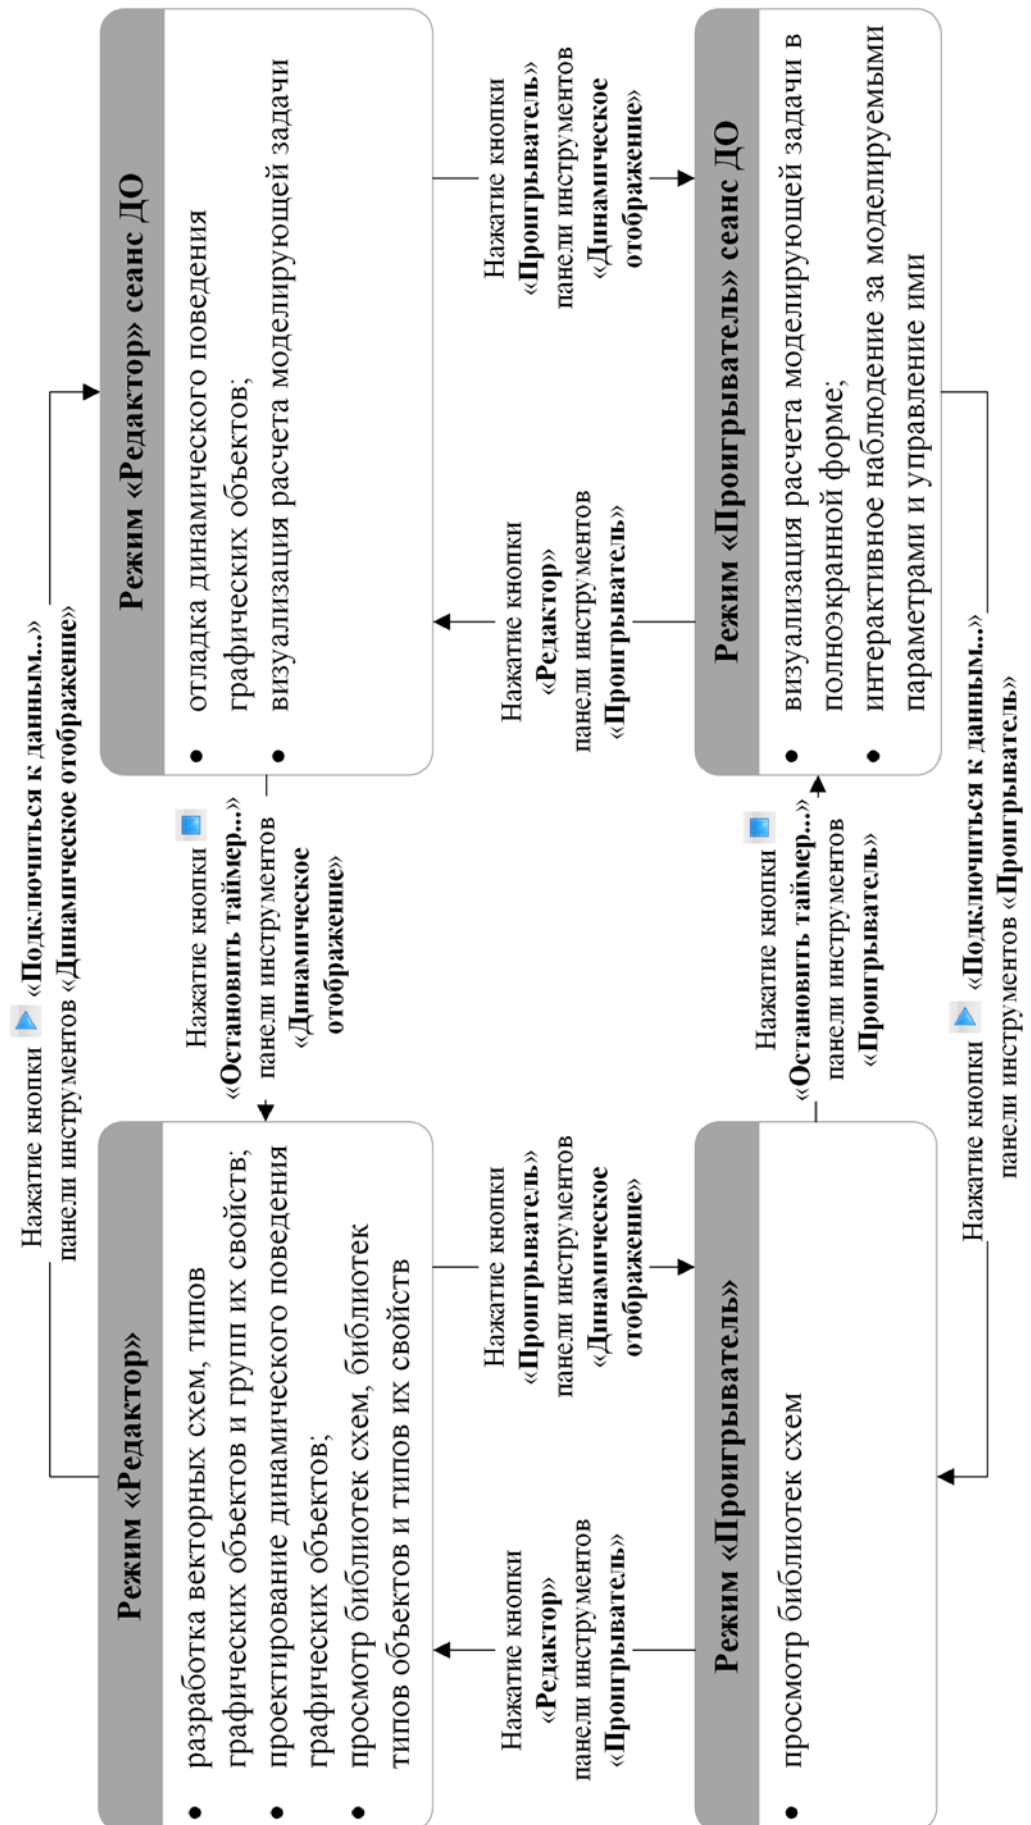 Нажатие кнопки «Подключиться к данным...»
панели инструментов «Динамическое отображение»
Режим «Редактор»
разработка векторных схем, типов
графических объектов и групп их свойств;
проектирование динамического поведения
графических объектов;
просмотр библиотек схем, библиотек
типов объектов и типов их свойств
Нажатие кнопки
«Остановить таймер...»
панели инструментов
«Динамическое
отображение»
Режим «Редактор» сеанс ДО
отладка динамического поведения
графических объектов;
визуализация расчета моделирующей задачи
Нажатие кнопки
«Редактор»
панели инструментов
«Проигрыватель»
Нажатие кнопки
«Проигрыватель»
панели инструментов
«Динамическое
отображение»
Нажатие кнопки
«Редактор»
панели инструментов
«Проигрыватель»
Нажатие кнопки
«Проигрыватель»
панели инструментов
«Динамическое
отображение»
Режим «Проигрыватель»
просмотр библиотек схем
Нажатие кнопки
«Остановить таймер...»
панели инструментов
«Проигрыватель»
Режим «Проигрыватель» сеанс ДО
визуализация расчета моделирующей задачи в
полноэкранной форме;
интерактивное наблюдение за моделируемыми
параметрами и управление ими
Нажатие кнопки «Подключиться к данным...»
панели инструментов «Проигрыватель»